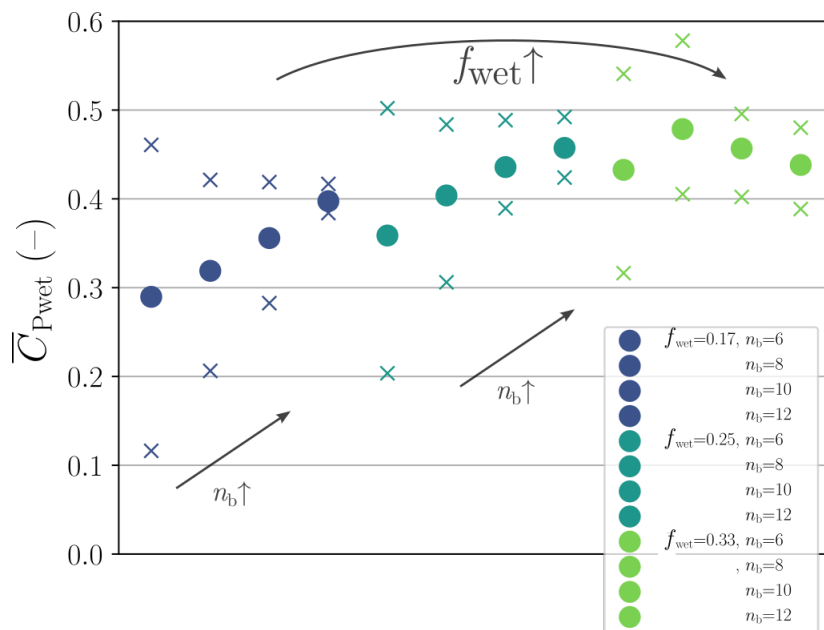 0.6
0.5
0.4
0.3
0.2
0.1
0.0
C̅Pwet (−)
fwet↑
nb↑
nb↑
fwet=0.17, nb=6
nb=8
nb=10
nb=12
fwet=0.25, nb=6
nb=8
nb=10
nb=12
fwet=0.33, nb=6
, nb=8
nb=10
nb=12